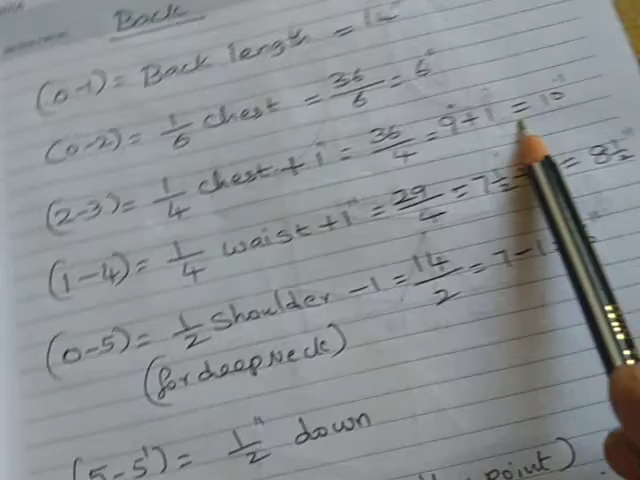 Back
(0-1) = Back length = 14"
(0-2) = 1/6 chest = 36/6 = 6"
(2-3) = 1/4 chest + 1" = 36/4 = 9" + 1" = 10"
(1-4) = 1/4 waist + 1" = 29/4 = 7 1/2 = 8 1/2"
(0-5) = 1/2 Shoulder - 1 = 14/2 = 7 - 1
(for deep Neck)
(5-5') = 1/2" down
point)